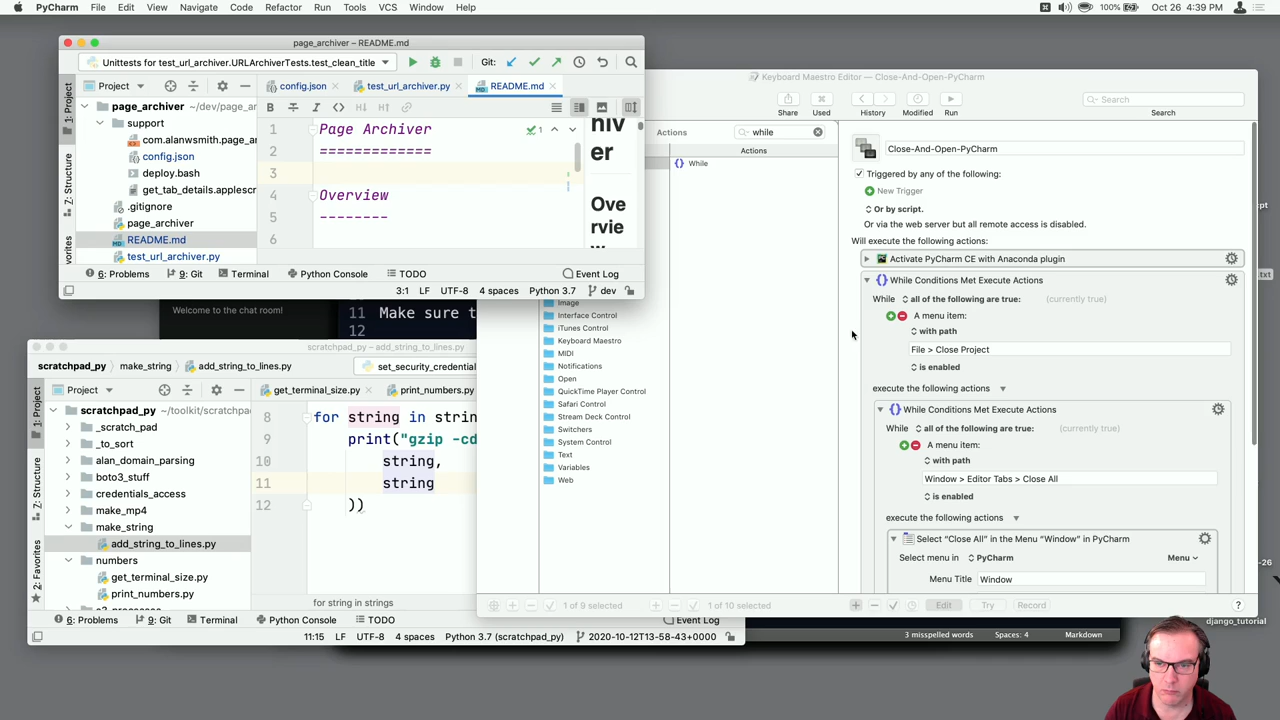 PyCharm File Edit View Navigate Code Refactor Run Tools VCS Window Help 100% Oct 26 4:39 PM
page_archiver – README.md
Unittests for test_url_archiver.URLArchiverTests.test_clean_title Git:
Project config.json test_url_archiver.py README.md
1: Project
Z: Structure
page_archiver ~/dev/page_ar
support
com.alanwsmith.page_a
config.json
deploy.bash
get_tab_details.applesc
.gitignore
page_archiver
README.md
test_url_archiver.py
1 Page Archiver
2 =============
3
4 Overview
5 --------
6
1
er
Ove
rvie
6: Problems 9: Git Terminal Python Console TODO Event Log
3:1 LF UTF-8 4 spaces Python 3.7 dev
Welcome to the chat room!
11 Make sure t
12
scratchpad_py – add_string_to_lines.py
scratchpad_py make_string add_string_to_lines.py set_security_credential
Project get_terminal_size.py print_numbers.py
1: Project
Z: Structure
2: Favorites
scratchpad_py ~/toolkit/scratchpa
_scratch_pad
_to_sort
alan_domain_parsing
boto3_stuff
credentials_access
make_mp4
make_string
add_string_to_lines.py
numbers
get_terminal_size.py
print_numbers.py
8 for string in strin
9 print("gzip -cd
10 string,
11 string
12 ))
for string in strings
6: Problems 9: Git Terminal Python Console TODO Event Log
11:15 LF UTF-8 4 spaces Python 3.7 (scratchpad_py) 2020-10-12T13-58-43+0000
Keyboard Maestro Editor — Close-And-Open-PyCharm
Share Used History Modified Run Search
Search
Actions while
Actions
While
Image
Interface Control
iTunes Control
Keyboard Maestro
MIDI
Notifications
Open
QuickTime Player Control
Safari Control
Stream Deck Control
Switchers
System Control
Text
Variables
Web
Close-And-Open-PyCharm
Triggered by any of the following:
New Trigger
Or by script.
Or via the web server but all remote access is disabled.
Will execute the following actions:
Activate PyCharm CE with Anaconda plugin
While Conditions Met Execute Actions
While all of the following are true: (currently true)
A menu item:
with path
File > Close Project
is enabled
execute the following actions
While Conditions Met Execute Actions
While all of the following are true: (currently true)
A menu item:
with path
Window > Editor Tabs > Close All
is enabled
execute the following actions
Select “Close All” in the Menu “Window” in PyCharm
Select menu in PyCharm Menu
Menu Title Window
1 of 9 selected 1 of 10 selected Edit Try Record ?
3 misspelled words Spaces: 4 Markdown
django_tutorial
-26
.txt